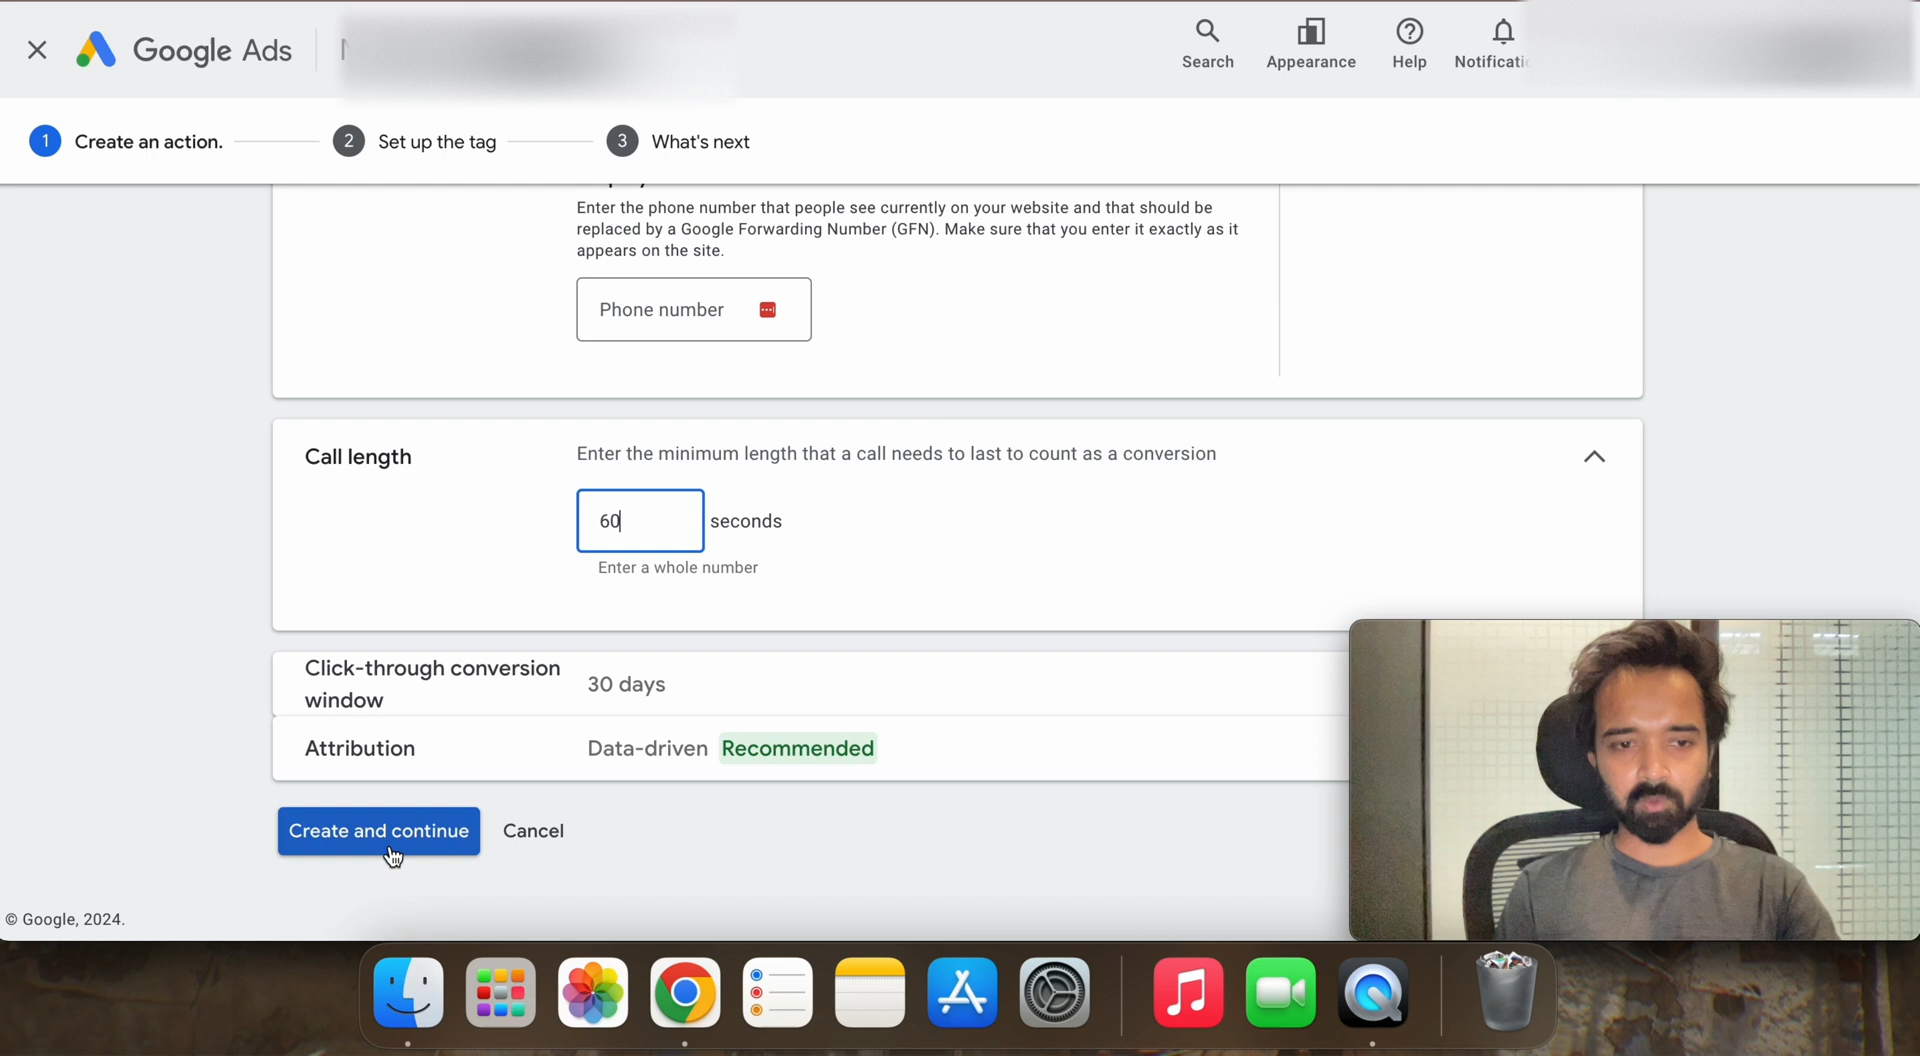 Google Ads
Search
Appearance
Help
1 Create an action.
2 Set up the tag
3 What's next
Enter the phone number that people see currently on your website and that should be
replaced by a Google Forwarding Number (GFN). Make sure that you enter it exactly as it
appears on the site.
Phone number
Call length
Enter the minimum length that a call needs to last to count as a conversion
60 seconds
Enter a whole number
Click-through conversion
window
30 days
Attribution
Data-driven Recommended
Create and continue
Cancel
© Google, 2024.